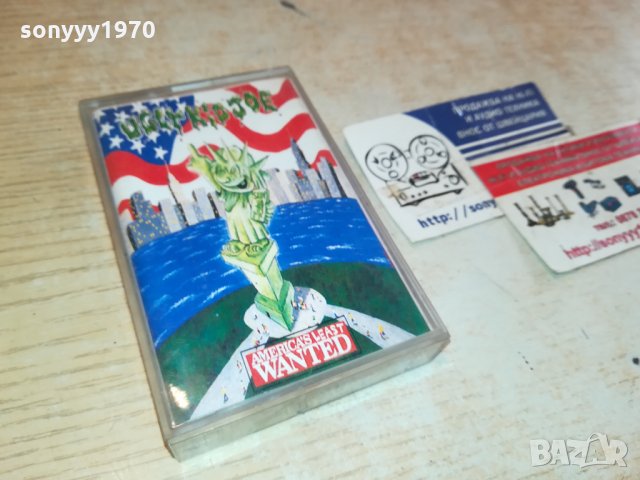 sonyyy1970
UGLY KID JOE
AMERICA'S LEAST
WANTED
ПРОДАЖБА НА HI-FI
И АУДИО ТЕХНИКА
ВНОС ОТ ШВЕЙЦАРИЯ
http://sony
http://sonyyy
BAZAR